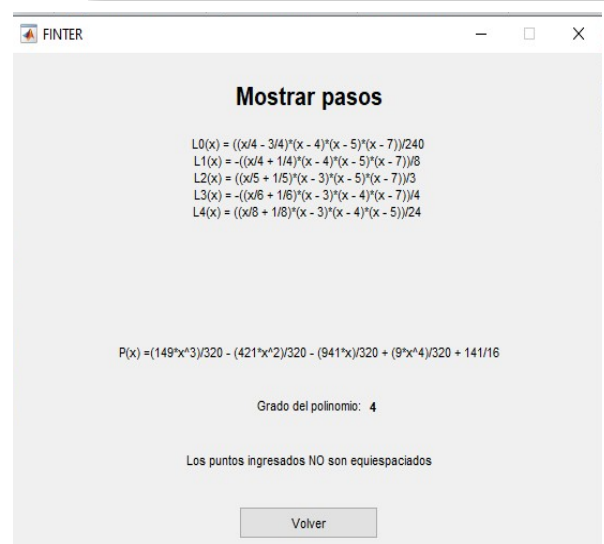 FINTER
Mostrar pasos
L0(x) = ((x/4 - 3/4)*(x - 4)*(x - 5)*(x - 7))/240
L1(x) = -((x/4 + 1/4)*(x - 4)*(x - 5)*(x - 7))/8
L2(x) = ((x/5 + 1/5)*(x - 3)*(x - 5)*(x - 7))/3
L3(x) = -((x/6 + 1/6)*(x - 3)*(x - 4)*(x - 7))/4
L4(x) = ((x/8 + 1/8)*(x - 3)*(x - 4)*(x - 5))/24
P(x) =(149*x^3)/320 - (421*x^2)/320 - (941*x)/320 + (9*x^4)/320 + 141/16
Grado del polinomio: 4
Los puntos ingresados NO son equiespaciados
Volver